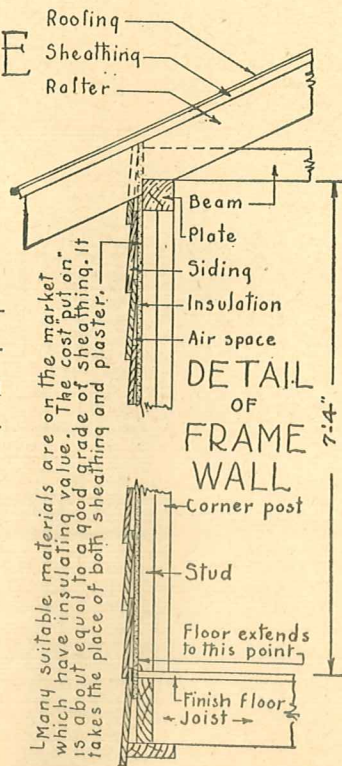 E
Roofing
Sheathing
Rafter
Beam
Plate
Siding
Insulation
Air space
DETAIL
OF
FRAME
WALL
7'-4"
Corner post
Stud
Floor extends
to this point
Finish floor
Joist
Many suitable materials are on the market
which have insulating value. The cost "put on"
is about equal to a good grade of sheathing. It
takes the place of both sheathing and plaster.